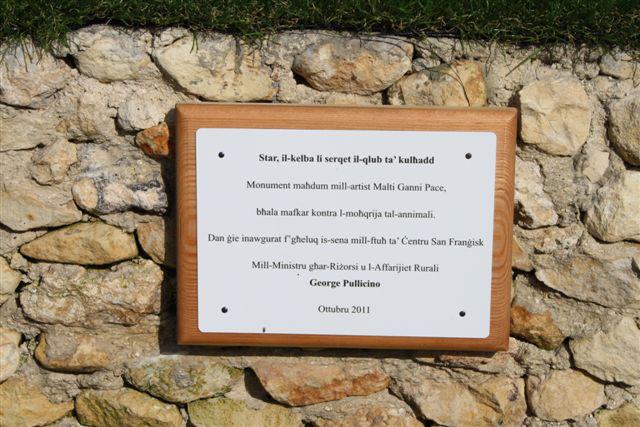 Star, il-kelba li serqet il-qlub ta' kulħadd
Monument maħdum mill-artist Malti Ganni Pace,
bħala mafkar kontra l-moħqrija tal-annimali.
Dan ġie inawgurat f'għeluq is-sena mill-ftuħ ta' Ċentru San Franġisk
Mill-Ministru għar-Riżorsi u l-Affarijiet Rurali
George Pullicino
Ottubru 2011